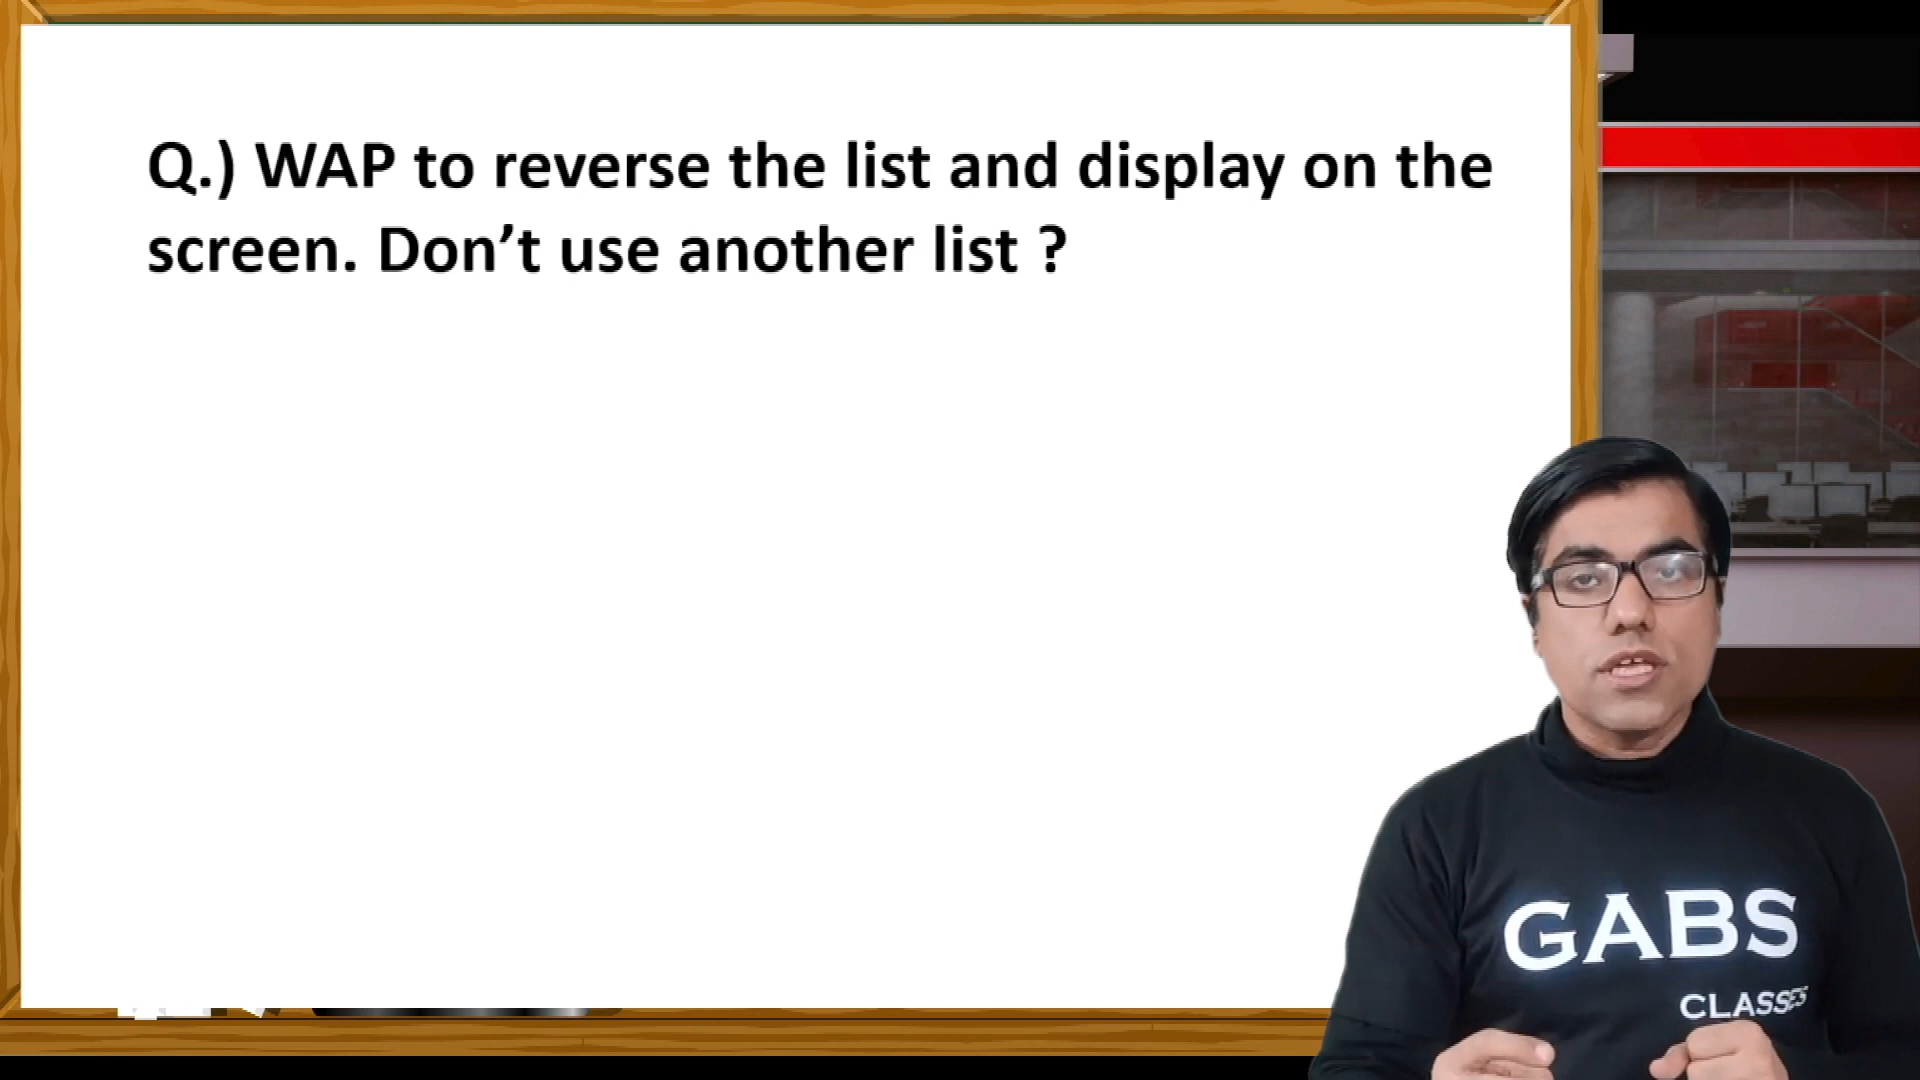 Q.) WAP to reverse the list and display on the
screen. Don’t use another list ?
GABS
CLASSES